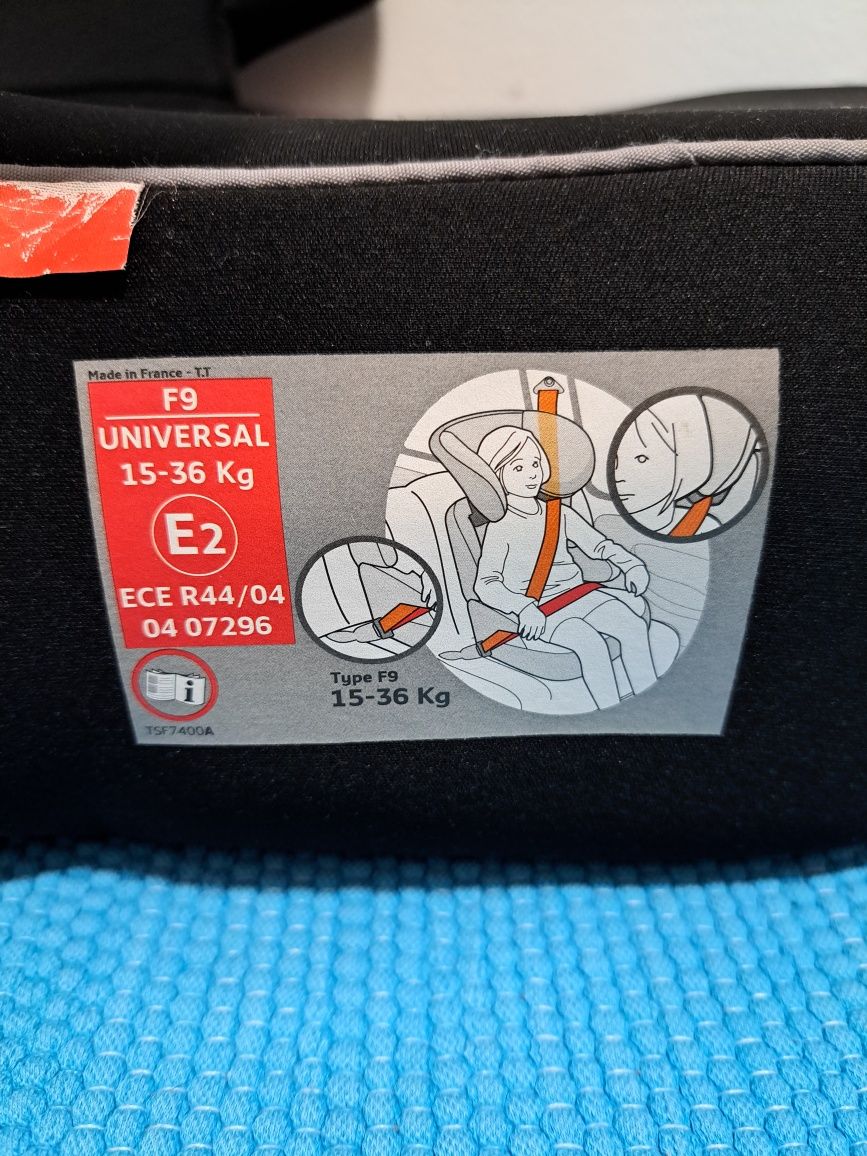 Made in France - T.T
F9
UNIVERSAL
15-36 Kg
E2
ECE R44/04
04 07296
i
TSF7400A
Type F9
15-36 Kg